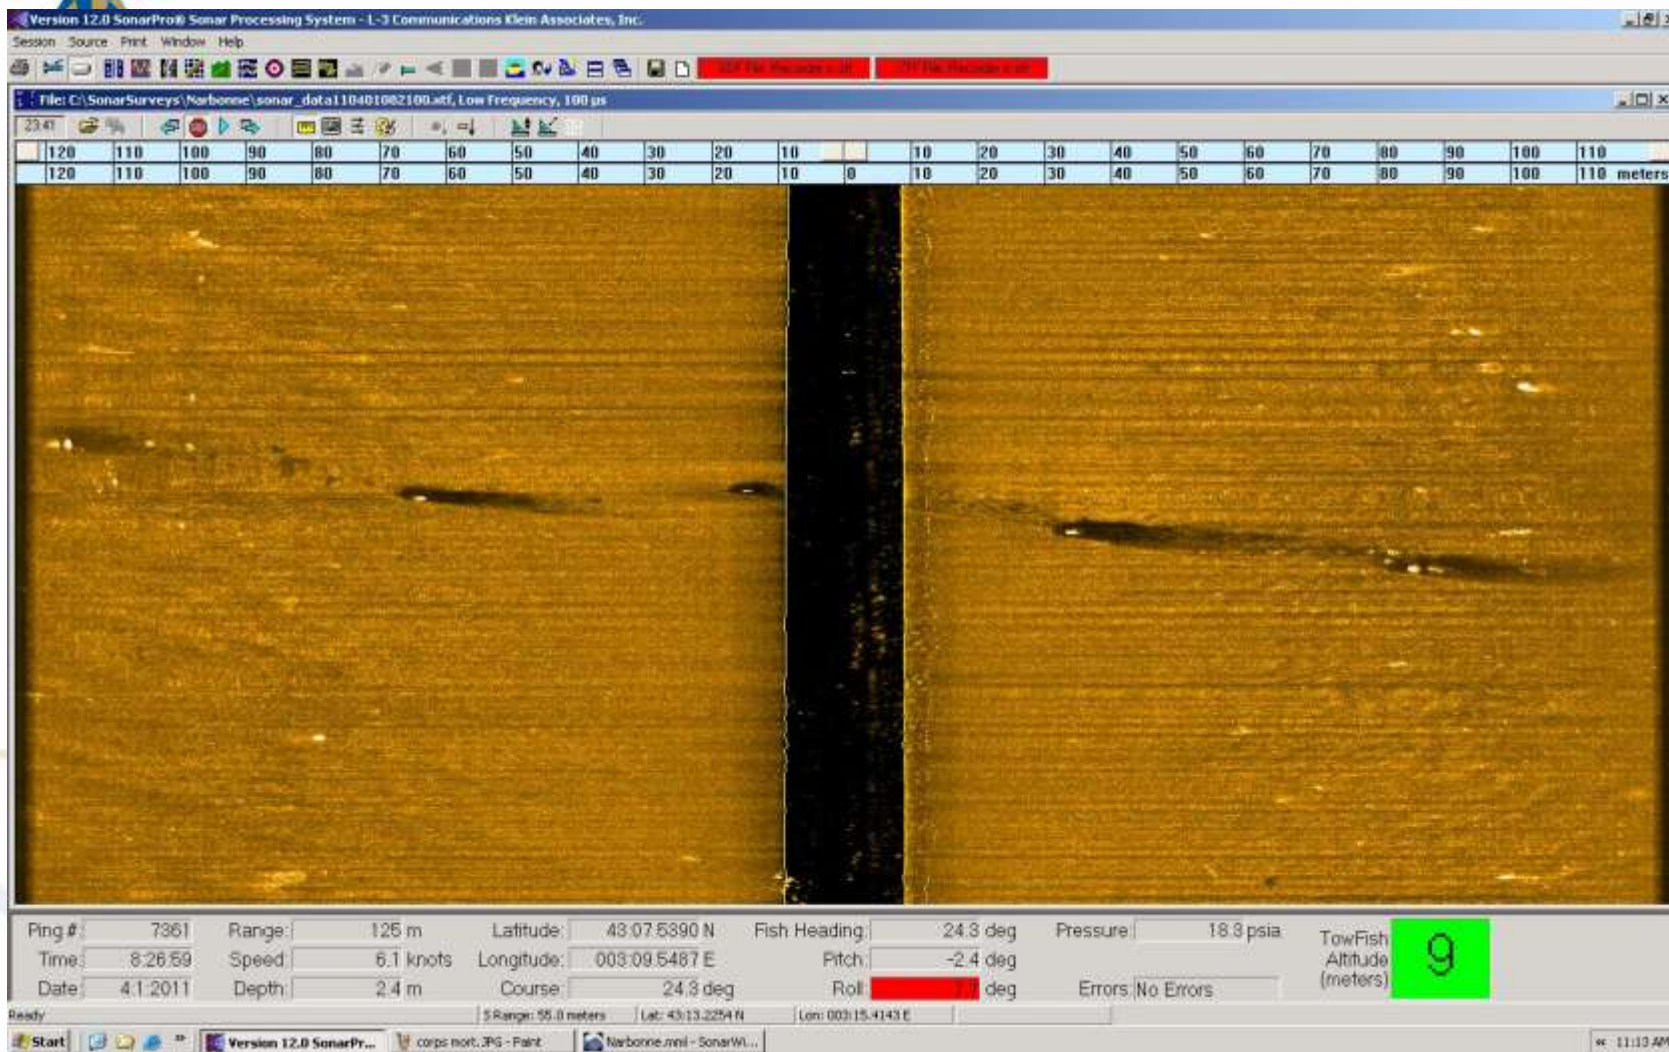 Version 12.0 SonarPro® Sonar Processing System - L-3 Communications Klein Associates, Inc.
Session Source Print Window Help
File: C:\SonarSurveys\Narbonne\sonar_data110401082100.xtf, Low Frequency, 100 µs
120 110 100 90 80 70 60 50 40 30 20 10 10 20 30 40 50 60 70 80 90 100 110
120 110 100 90 80 70 60 50 40 30 20 10 0 10 20 30 40 50 60 70 80 90 100 110 meters
Ping #: 7361 Range: 125 m Latitude: 43:07.5390 N Fish Heading: 24.3 deg Pressure: 18.3 psia TowFish
Time: 8:26:59 Speed: 6.1 knots Longitude: 003:09.5487 E Pitch: -2.4 deg Altitude 9
Date: 4:1:2011 Depth: 2.4 m Course: 24.3 deg Roll: deg Errors: No Errors (meters)
Ready S Range: 55.0 meters Lat: 43:13.2254 N Lon: 003:15.4143 E
Start Version 12.0 SonarPr... corps mort.JPG - Paint Narbonne.mml - SonarWi... 11:13 AM